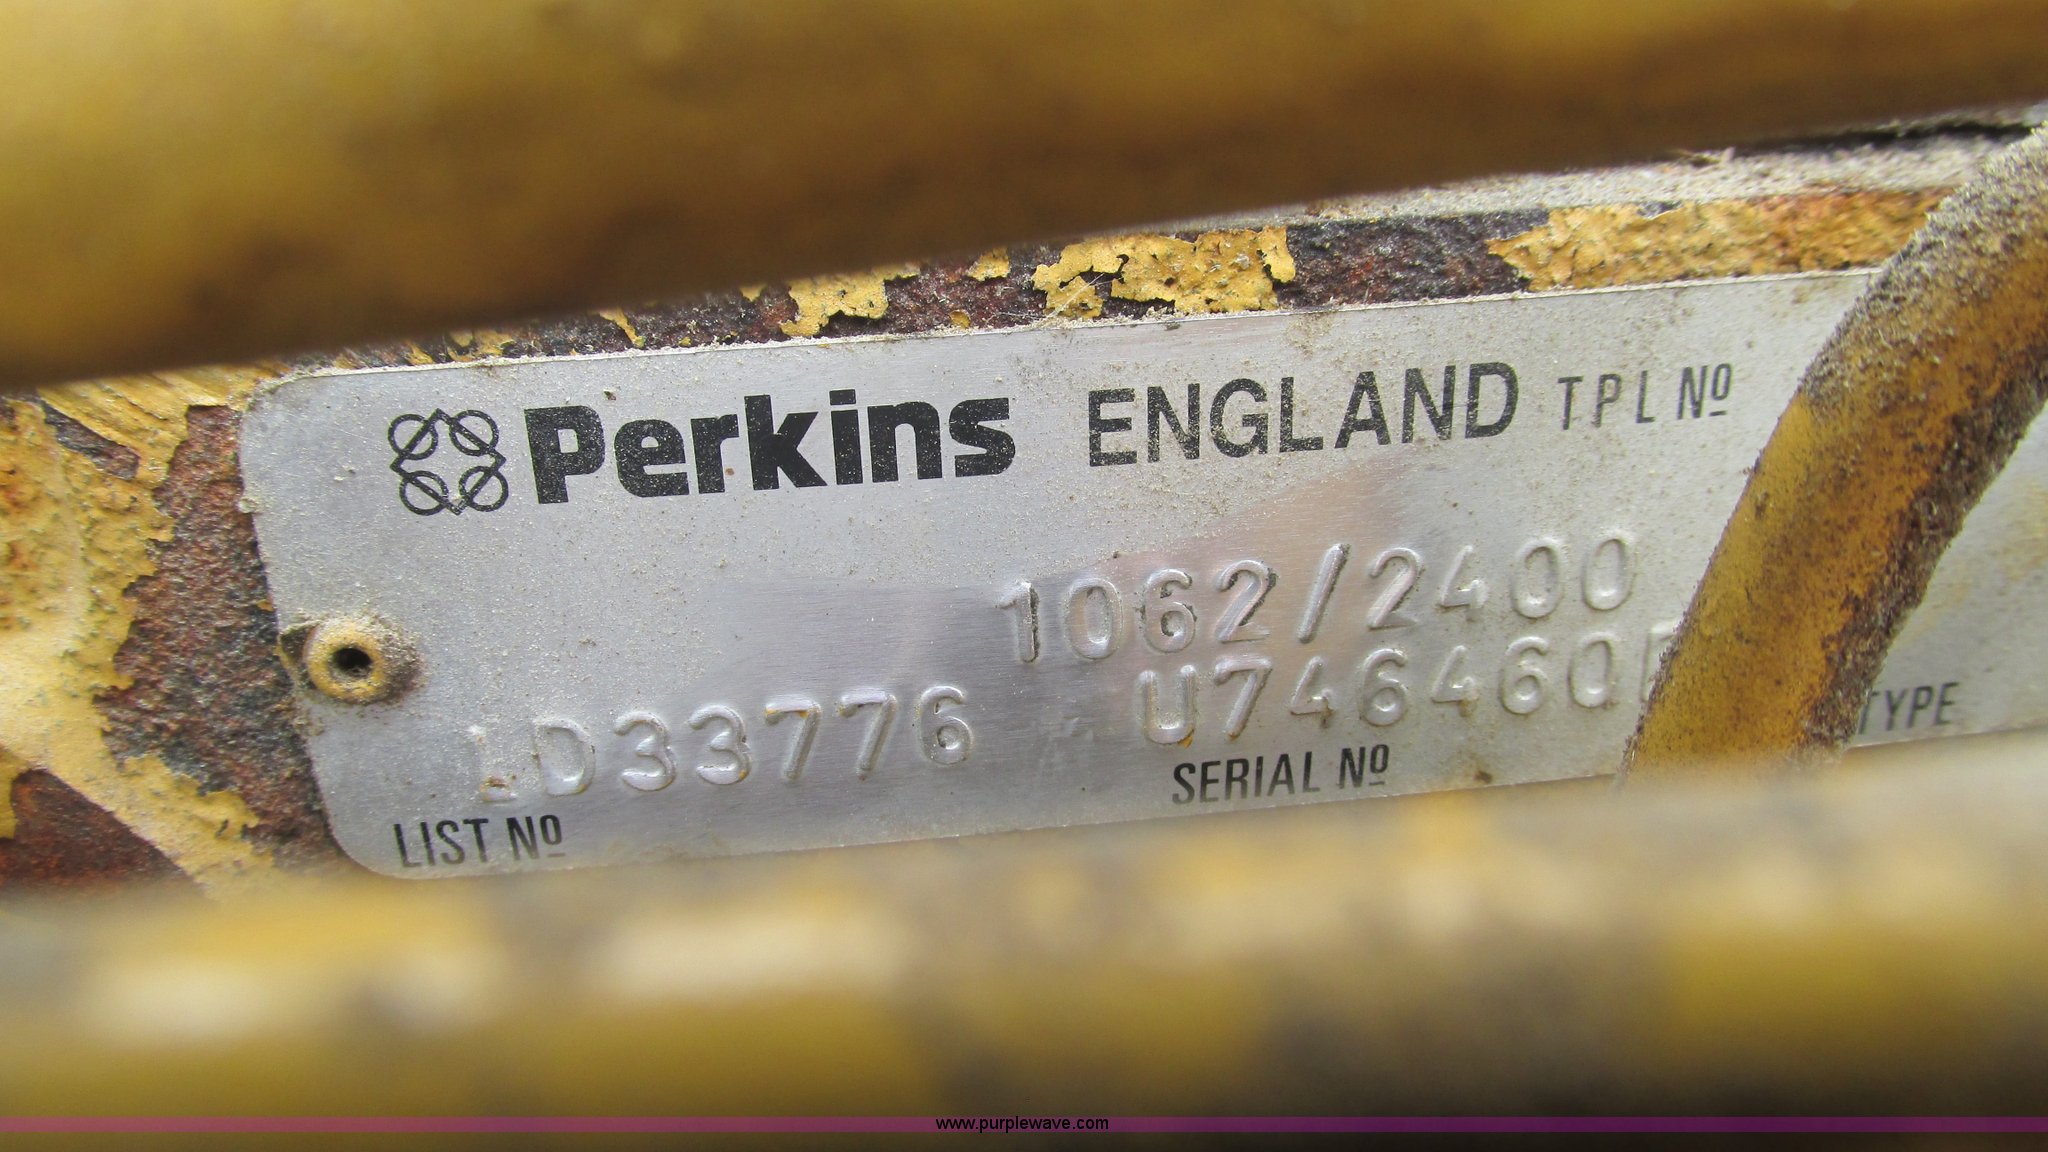 Perkins ENGLAND TPL Nº
1062/2400
LD33776 U746460
LIST Nº SERIAL Nº TYPE
www.purplewave.com